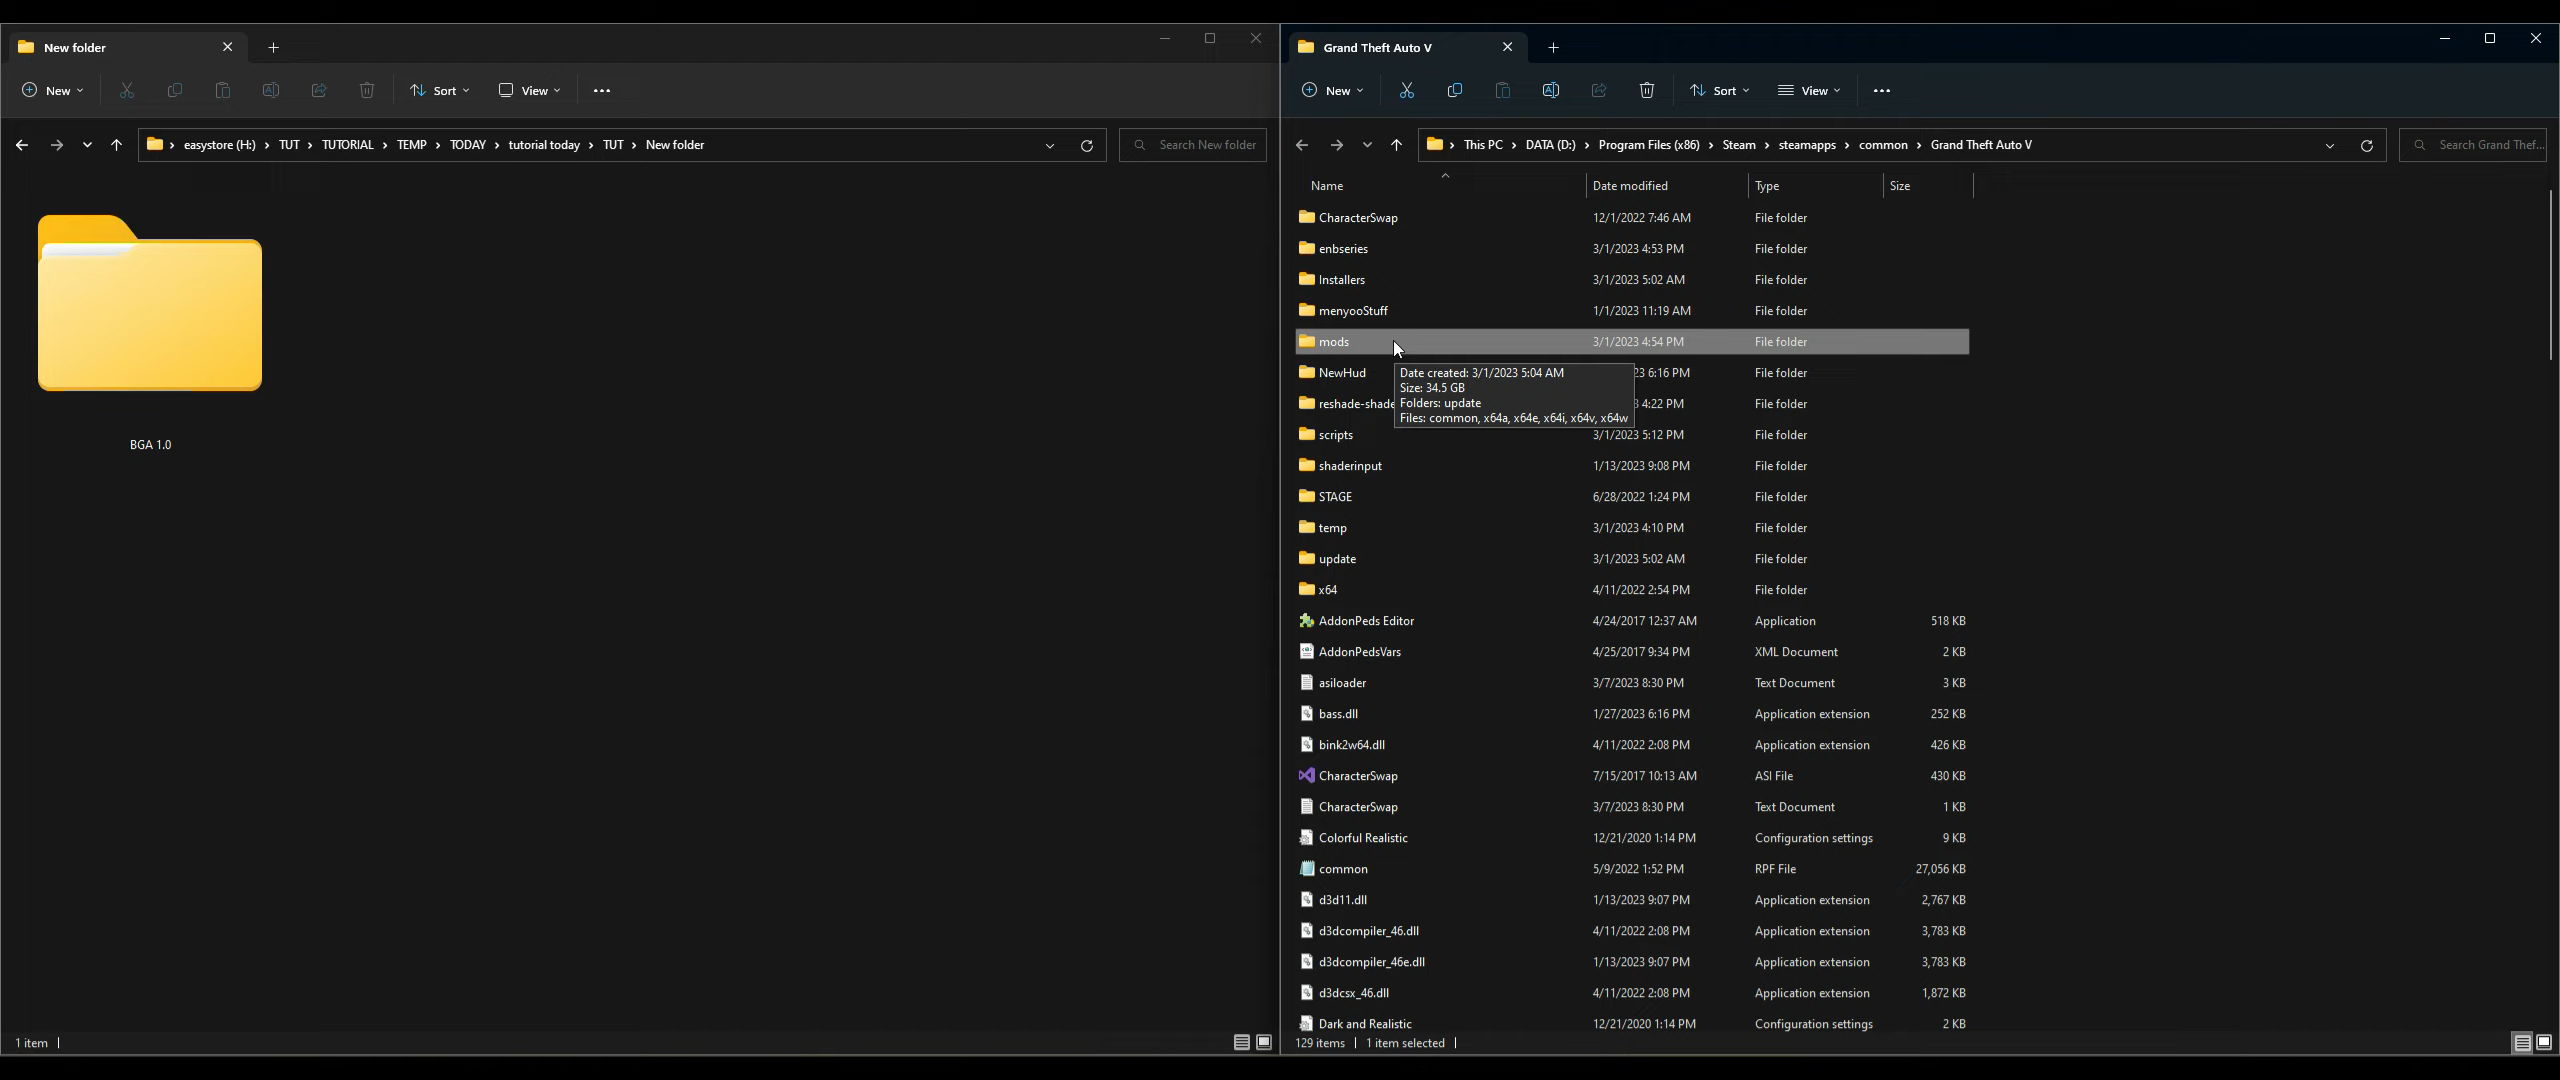 New folder
New
Sort
View
easystore (H:) > TUT > TUTORIAL > TEMP > TODAY > tutorial today > TUT > New folder
Search New folder
BGA 1.0
1 item
Grand Theft Auto V
New
Sort
View
This PC > DATA (D:) > Program Files (x86) > Steam > steamapps > common > Grand Theft Auto V
Search Grand Thef...
Name Date modified Type Size
CharacterSwap 12/1/2022 7:46 AM File folder
enbseries 3/1/2023 4:53 PM File folder
Installers 3/1/2023 5:02 AM File folder
menyooStuff 1/1/2023 11:19 AM File folder
mods 3/1/2023 4:54 PM File folder
NewHud 23 6:16 PM File folder
reshade-shade 4:22 PM File folder
Date created: 3/1/2023 5:04 AM
Size: 34.5 GB
Folders: update
Files: common, x64a, x64e, x64i, x64v, x64w
scripts 3/1/2023 5:12 PM File folder
shaderinput 1/13/2023 9:08 PM File folder
STAGE 6/28/2022 1:24 PM File folder
temp 3/1/2023 4:10 PM File folder
update 3/1/2023 5:02 AM File folder
x64 4/11/2022 2:54 PM File folder
AddonPeds Editor 4/24/2017 12:37 AM Application 518 KB
AddonPedsVars 4/25/2017 9:34 PM XML Document 2 KB
asiloader 3/7/2023 8:30 PM Text Document 3 KB
bass.dll 1/27/2023 6:16 PM Application extension 252 KB
bink2w64.dll 4/11/2022 2:08 PM Application extension 426 KB
CharacterSwap 7/15/2017 10:13 AM ASI File 430 KB
CharacterSwap 3/7/2023 8:30 PM Text Document 1 KB
Colorful Realistic 12/21/2020 1:14 PM Configuration settings 9 KB
common 5/9/2022 1:52 PM RPF File 27,056 KB
d3d11.dll 1/13/2023 9:07 PM Application extension 2,767 KB
d3dcompiler_46.dll 4/11/2022 2:08 PM Application extension 3,783 KB
d3dcompiler_46e.dll 1/13/2023 9:07 PM Application extension 3,783 KB
d3dcsx_46.dll 4/11/2022 2:08 PM Application extension 1,872 KB
Dark and Realistic 12/21/2020 1:14 PM Configuration settings 2 KB
129 items 1 item selected